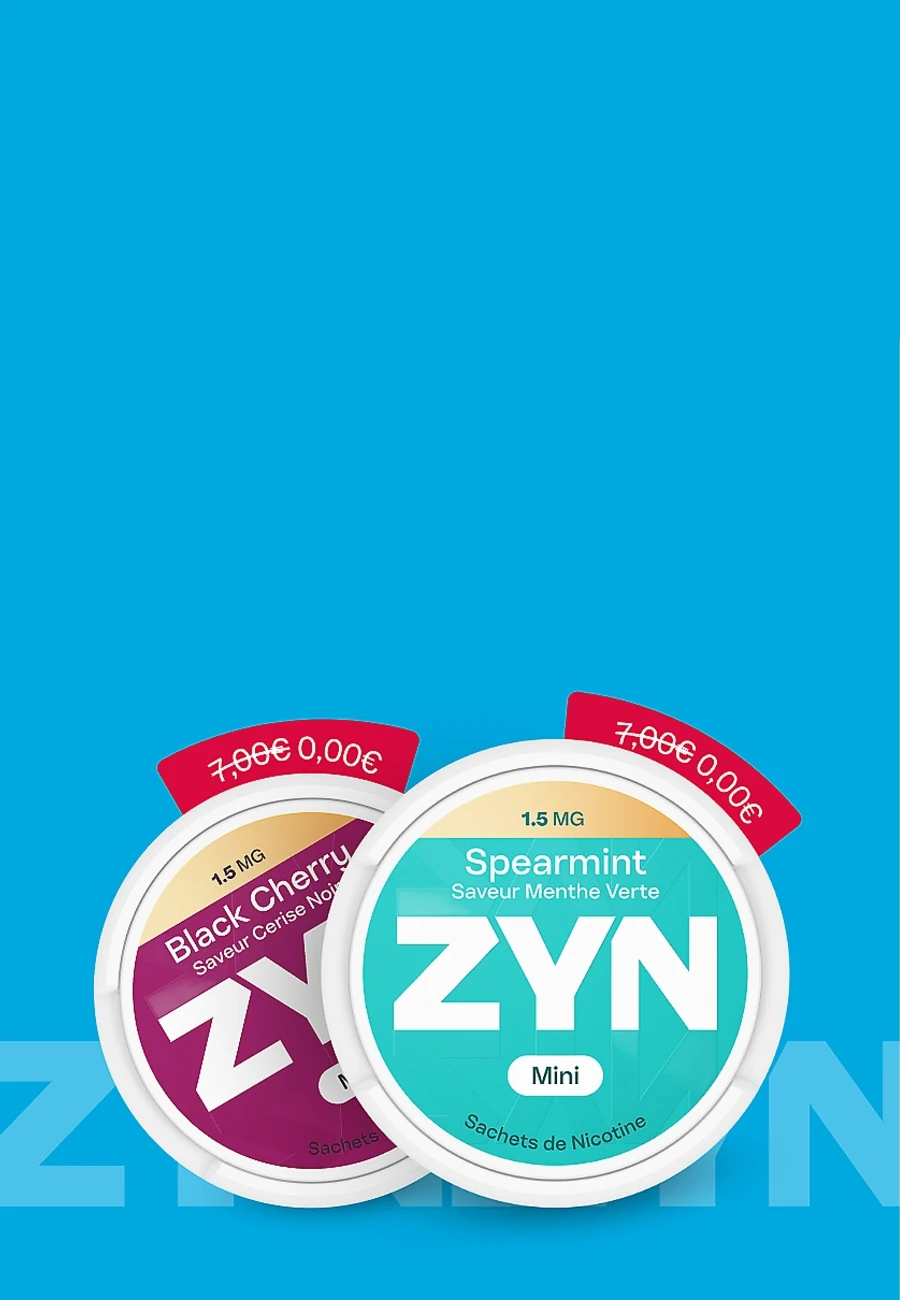 7,00€ 0,00€
1.5 MG
Black Cherry
Saveur Cerise
ZY
Sachets
7,00€ 0,00€
1.5 MG
Spearmint
Saveur Menthe Verte
ZYN
Mini
Sachets de Nicotine